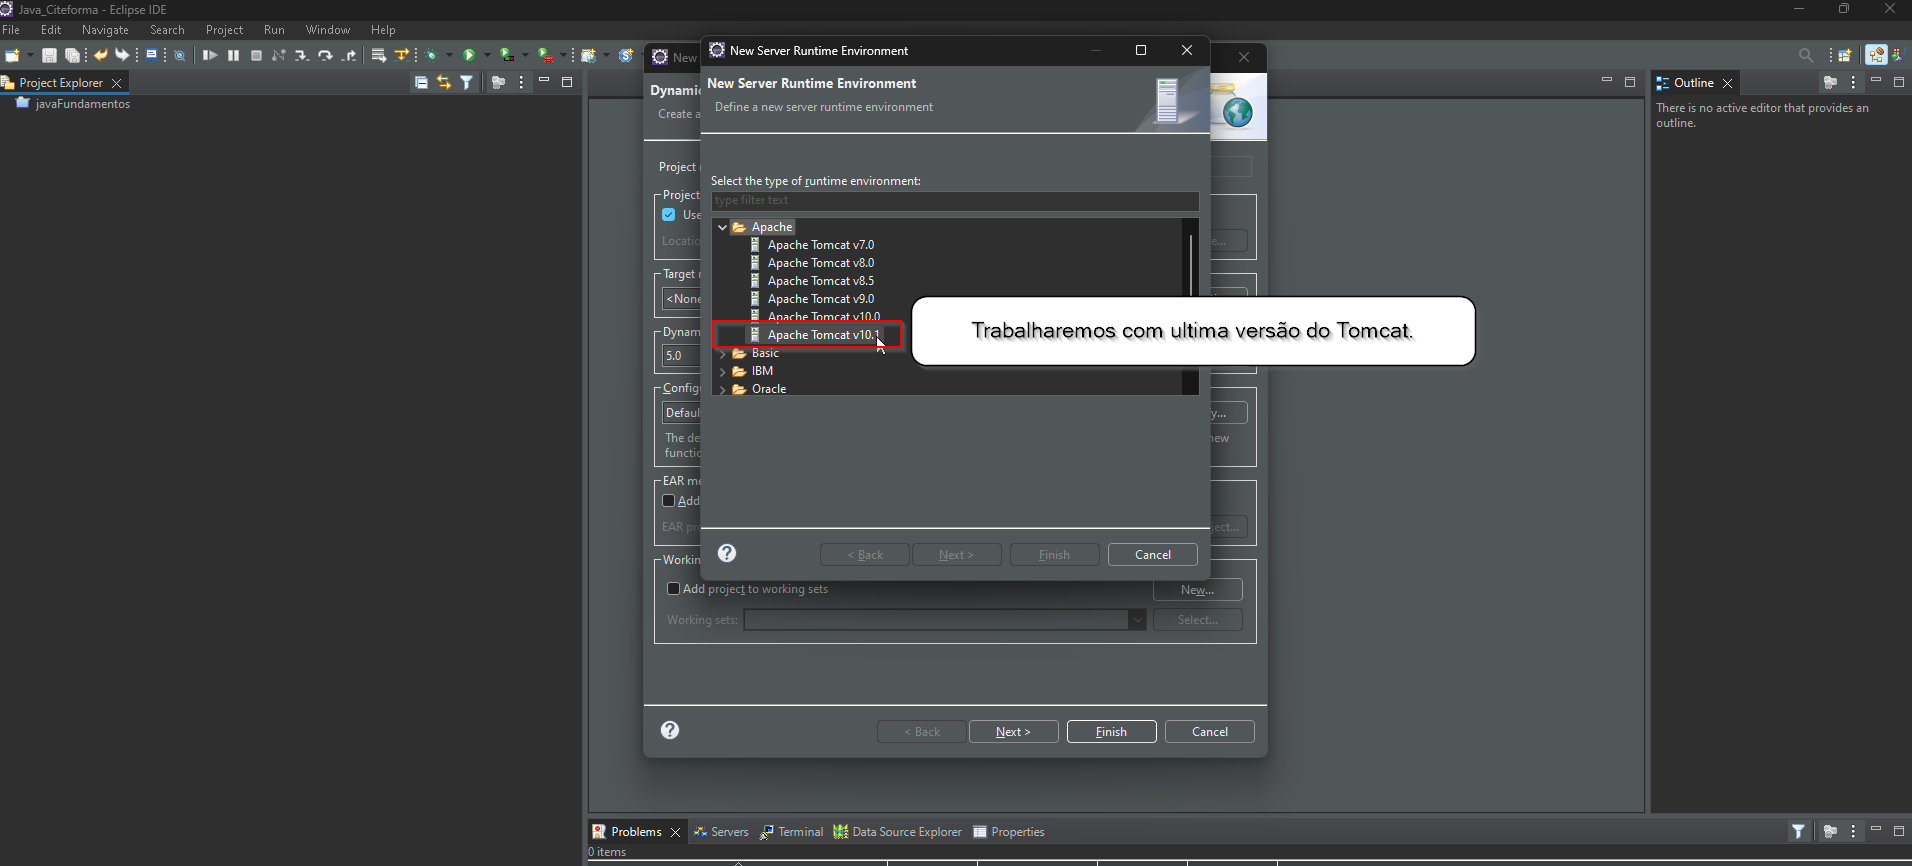 Java_Citeforma - Eclipse IDE
File Edit Navigate Search Project Run Window Help
Project Explorer
javaFundamentos
New
Dynamic
Create a
Project
Project
Use
Target
<None
Dynam
5.0
Config
Defaul
The de
functio
EAR me
Add
EAR pro
Workin
Add project to working sets
New...
Working sets:
Select...
< Back
Next >
Finish
Cancel
New Server Runtime Environment
New Server Runtime Environment
Define a new server runtime environment
Select the type of runtime environment:
type filter text
Apache
Apache Tomcat v7.0
Apache Tomcat v8.0
Apache Tomcat v8.5
Apache Tomcat v9.0
Apache Tomcat v10.0
Apache Tomcat v10.1
Basic
IBM
Oracle
< Back
Next >
Finish
Cancel
Trabalharemos com ultima versão do Tomcat.
e...
y...
new
ject...
Outline
There is no active editor that provides an
outline.
Problems
Servers
Terminal
Data Source Explorer
Properties
0 items